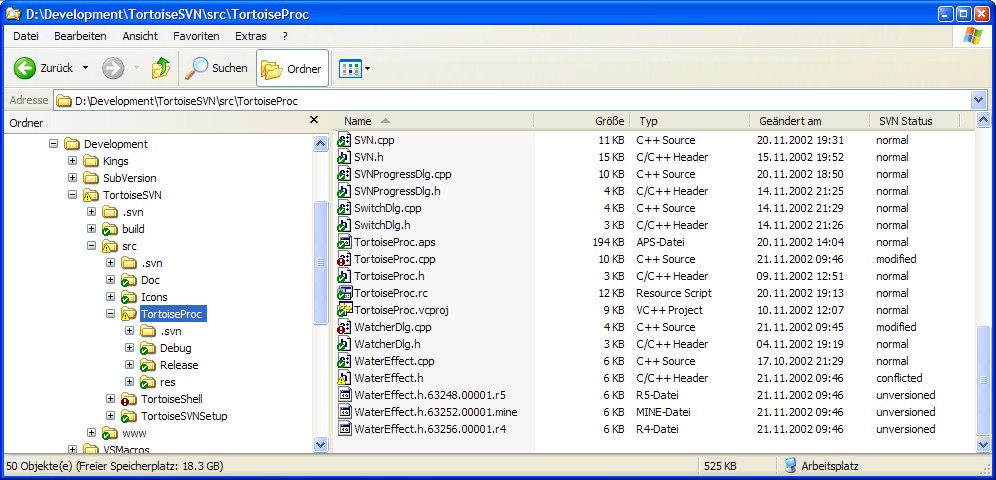 D:\Development\TortoiseSVN\src\TortoiseProc
Datei Bearbeiten Ansicht Favoriten Extras ?
Zurück Suchen Ordner
Adresse D:\Development\TortoiseSVN\src\TortoiseProc
Ordner
Development
Kings
SubVersion
TortoiseSVN
.svn
build
src
.svn
Doc
Icons
TortoiseProc
.svn
Debug
Release
res
TortoiseShell
TortoiseSVNSetup
www
VSMacros
Name Größe Typ Geändert am SVN Status
SVN.cpp 11 KB C++ Source 20.11.2002 19:31 normal
SVN.h 15 KB C/C++ Header 15.11.2002 19:52 normal
SVNProgressDlg.cpp 10 KB C++ Source 20.11.2002 18:50 normal
SVNProgressDlg.h 4 KB C/C++ Header 14.11.2002 21:25 normal
SwitchDlg.cpp 4 KB C++ Source 14.11.2002 21:29 normal
SwitchDlg.h 3 KB C/C++ Header 14.11.2002 21:26 normal
TortoiseProc.aps 194 KB APS-Datei 20.11.2002 14:04 normal
TortoiseProc.cpp 10 KB C++ Source 21.11.2002 09:46 modified
TortoiseProc.h 3 KB C/C++ Header 09.11.2002 12:51 normal
TortoiseProc.rc 12 KB Resource Script 20.11.2002 19:13 normal
TortoiseProc.vcproj 9 KB VC++ Project 10.11.2002 12:07 normal
WatcherDlg.cpp 4 KB C++ Source 21.11.2002 09:45 modified
WatcherDlg.h 3 KB C/C++ Header 04.11.2002 19:19 normal
WaterEffect.cpp 6 KB C++ Source 17.10.2002 21:29 normal
WaterEffect.h 6 KB C/C++ Header 21.11.2002 09:46 conflicted
WaterEffect.h.63248.00001.r5 6 KB R5-Datei 21.11.2002 09:46 unversioned
WaterEffect.h.63252.00001.mine 6 KB MINE-Datei 21.11.2002 09:46 unversioned
WaterEffect.h.63256.00001.r4 6 KB R4-Datei 21.11.2002 09:46 unversioned
50 Objekte(e) (Freier Speicherplatz: 18.3 GB) 525 KB Arbeitsplatz